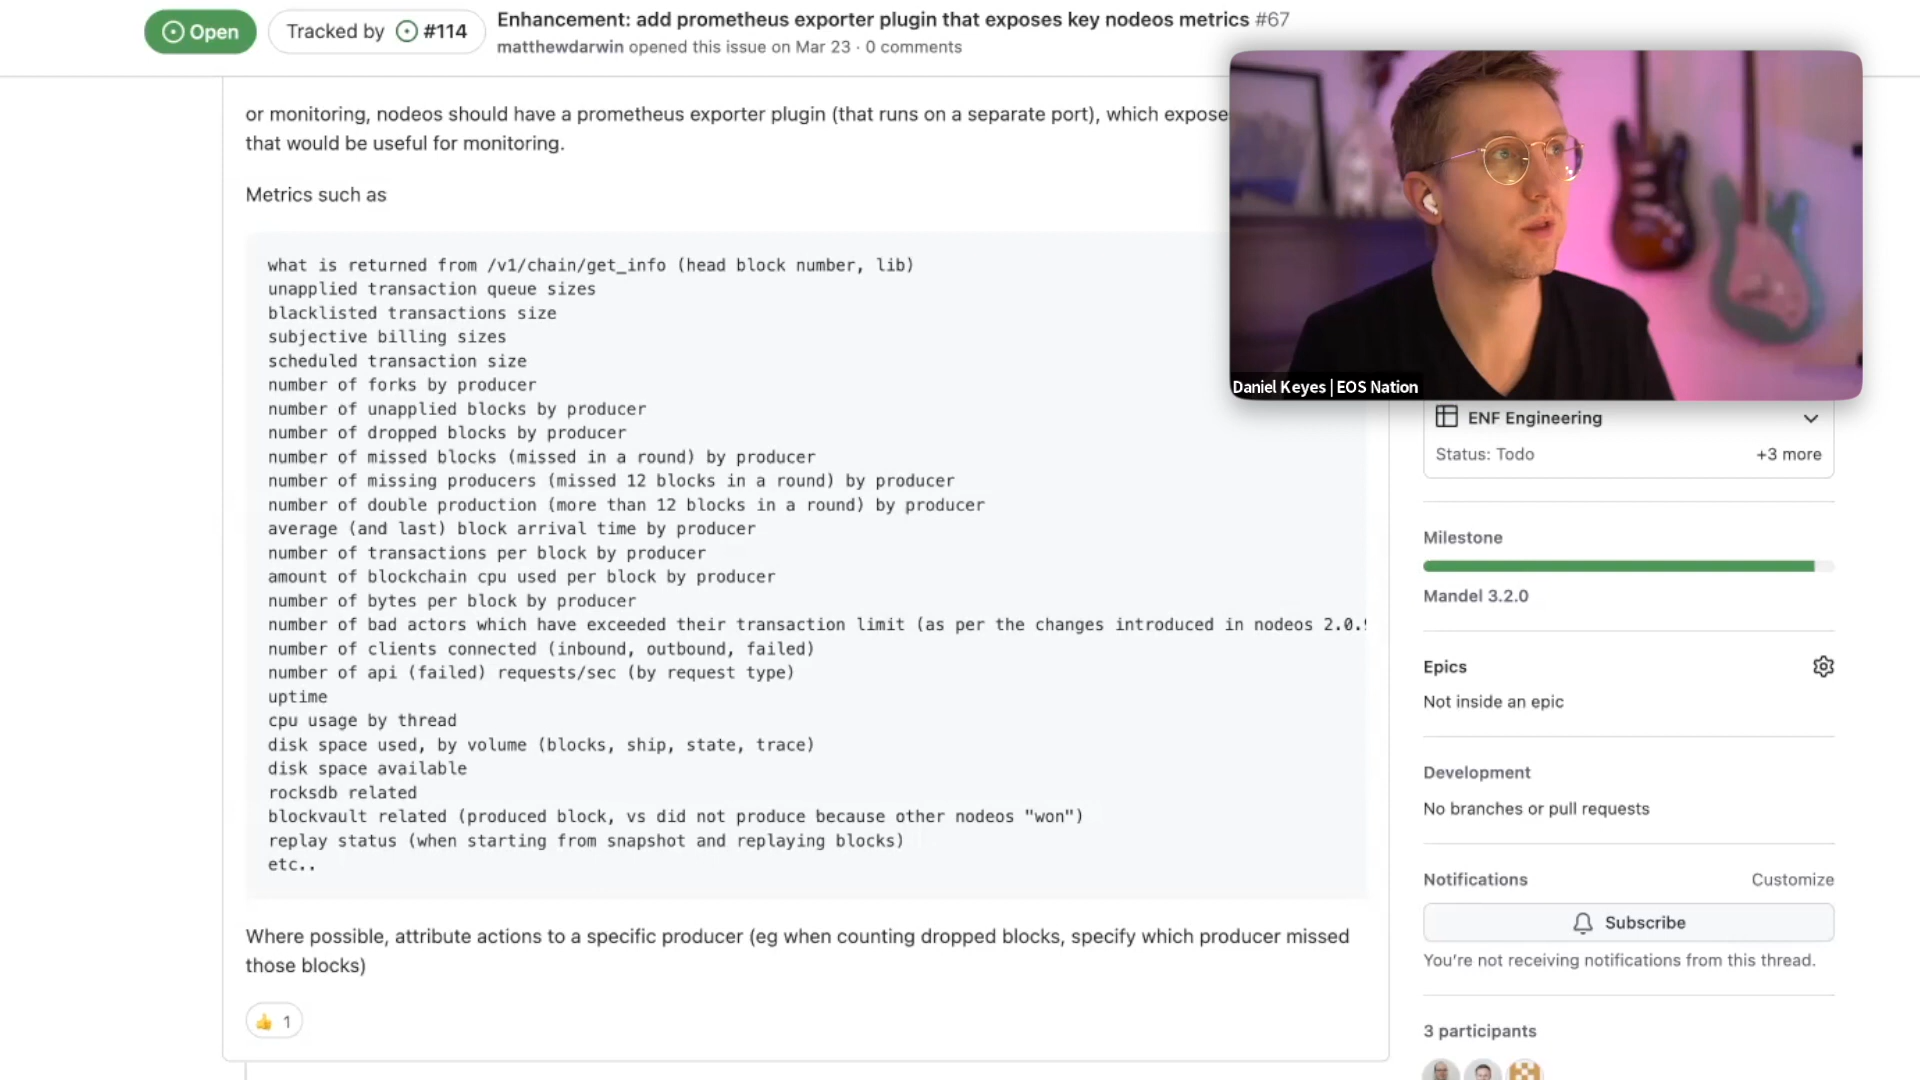 Open
Tracked by #114
Enhancement: add prometheus exporter plugin that exposes key nodeos metrics #67
matthewdarwin opened this issue on Mar 23 · 0 comments
or monitoring, nodeos should have a prometheus exporter plugin (that runs on a separate port), which expose
that would be useful for monitoring.
Metrics such as
what is returned from /v1/chain/get_info (head block number, lib)
unapplied transaction queue sizes
blacklisted transactions size
subjective billing sizes
scheduled transaction size
number of forks by producer
number of unapplied blocks by producer
number of dropped blocks by producer
number of missed blocks (missed in a round) by producer
number of missing producers (missed 12 blocks in a round) by producer
number of double production (more than 12 blocks in a round) by producer
average (and last) block arrival time by producer
number of transactions per block by producer
amount of blockchain cpu used per block by producer
number of bytes per block by producer
number of bad actors which have exceeded their transaction limit (as per the changes introduced in nodeos 2.0.
number of clients connected (inbound, outbound, failed)
number of api (failed) requests/sec (by request type)
uptime
cpu usage by thread
disk space used, by volume (blocks, ship, state, trace)
disk space available
rocksdb related
blockvault related (produced block, vs did not produce because other nodeos "won")
replay status (when starting from snapshot and replaying blocks)
etc..
Where possible, attribute actions to a specific producer (eg when counting dropped blocks, specify which producer missed
those blocks)
👍 1
Daniel Keyes | EOS Nation
ENF Engineering
Status: Todo +3 more
Milestone
Mandel 3.2.0
Epics
Not inside an epic
Development
No branches or pull requests
Notifications Customize
Subscribe
You're not receiving notifications from this thread.
3 participants